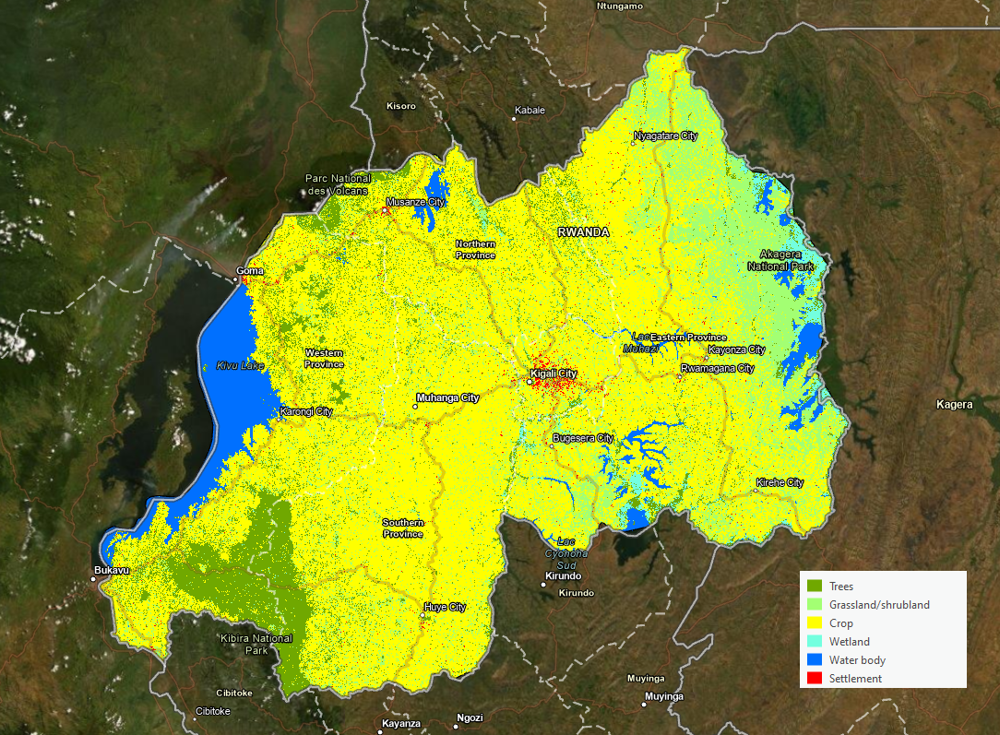 Ntungamo
Kisoro
Kabale
Nyagatare City
Parc National
des Volcans
Musanze City
RWANDA
Northern
Province
Akagera
National Park
Goma
Lac
Muhazi
Eastern Province
Kayonza City
Western
Province
Kivu Lake
Rwamagana City
Kigali City
Muhanga City
Kagera
Karongi City
Bugesera City
Kirehe City
Southern
Province
Lac
Cyohoha
Sud
Bukavu
Kirundo
Kirundo
Huye City
Kibira National
Park
Cibitoke
Cibitoke
Muyinga
Muyinga
Kayanza
Ngozi
Trees
Grassland/shrubland
Crop
Wetland
Water body
Settlement